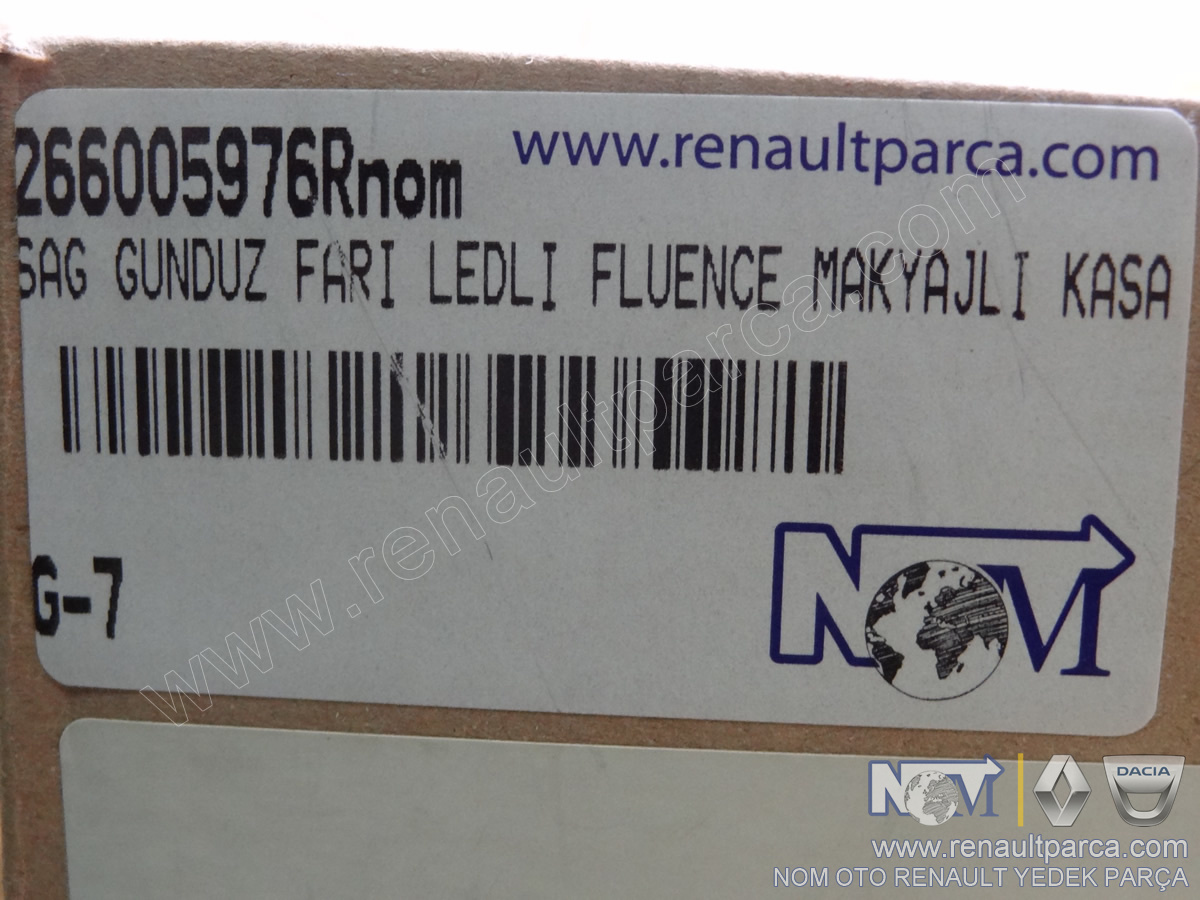 266005976Rnom
www.renaultparca.com
SAG GUNDUZ FARI LEDLI FLUENCE MAKYAJLI KASA
G-7
NOM
www.renaultparca.com
NOM
DACIA
www.renaultparca.com
NOM OTO RENAULT YEDEK PARÇA